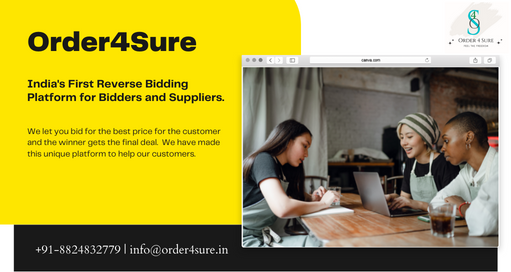 Order4Sure
India's First Reverse Bidding
Platform for Bidders and Suppliers.
We let you bid for the best price for the customer
and the winner gets the final deal. We have made
this unique platform to help our customers.
+91-8824832779 | info@order4sure.in
ORDER 4 SURE
canva.com